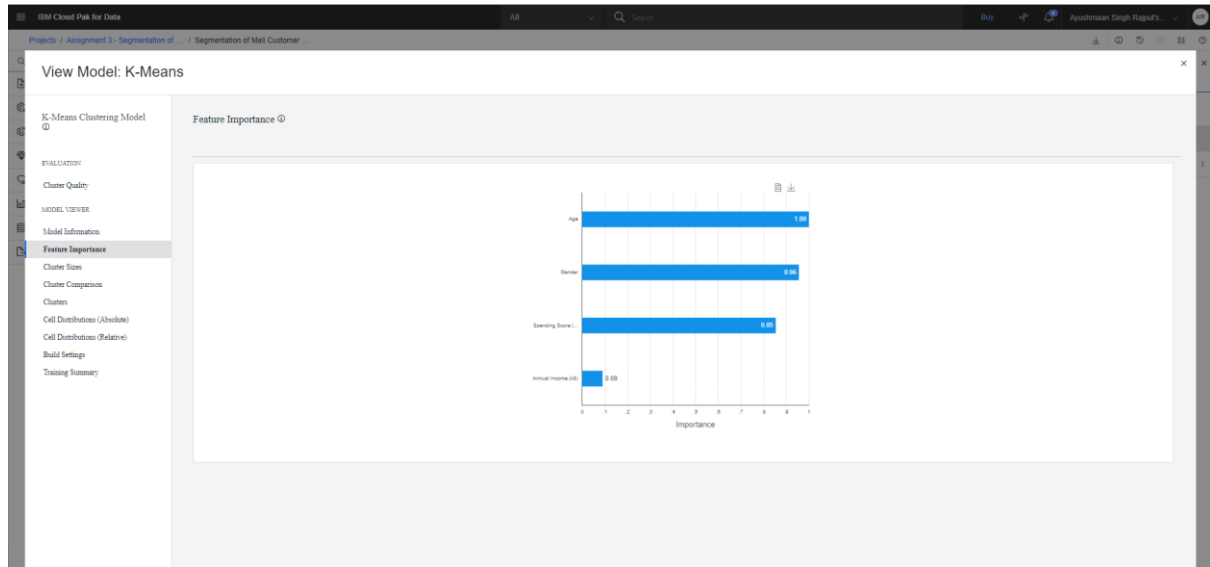 IBM Cloud Pak for Data
All
Search
Buy
Ayushmaan Singh Rajput's...
AR
Projects / Assignment 3:- Segmentation of ... / Segmentation of Mall Customer ...
View Model: K-Means
K-Means Clustering Model
EVALUATION
Cluster Quality
MODEL VIEWER
Model Information
Feature Importance
Cluster Sizes
Cluster Comparison
Clusters
Cell Distributions (Absolute)
Cell Distributions (Relative)
Build Settings
Training Summary
Feature Importance
Age
1.00
Gender
0.96
Spending Score (...
0.85
Annual Income (k$)
0.09
0 .1 .2 .3 .4 .5 .6 .7 .8 .9 1
Importance